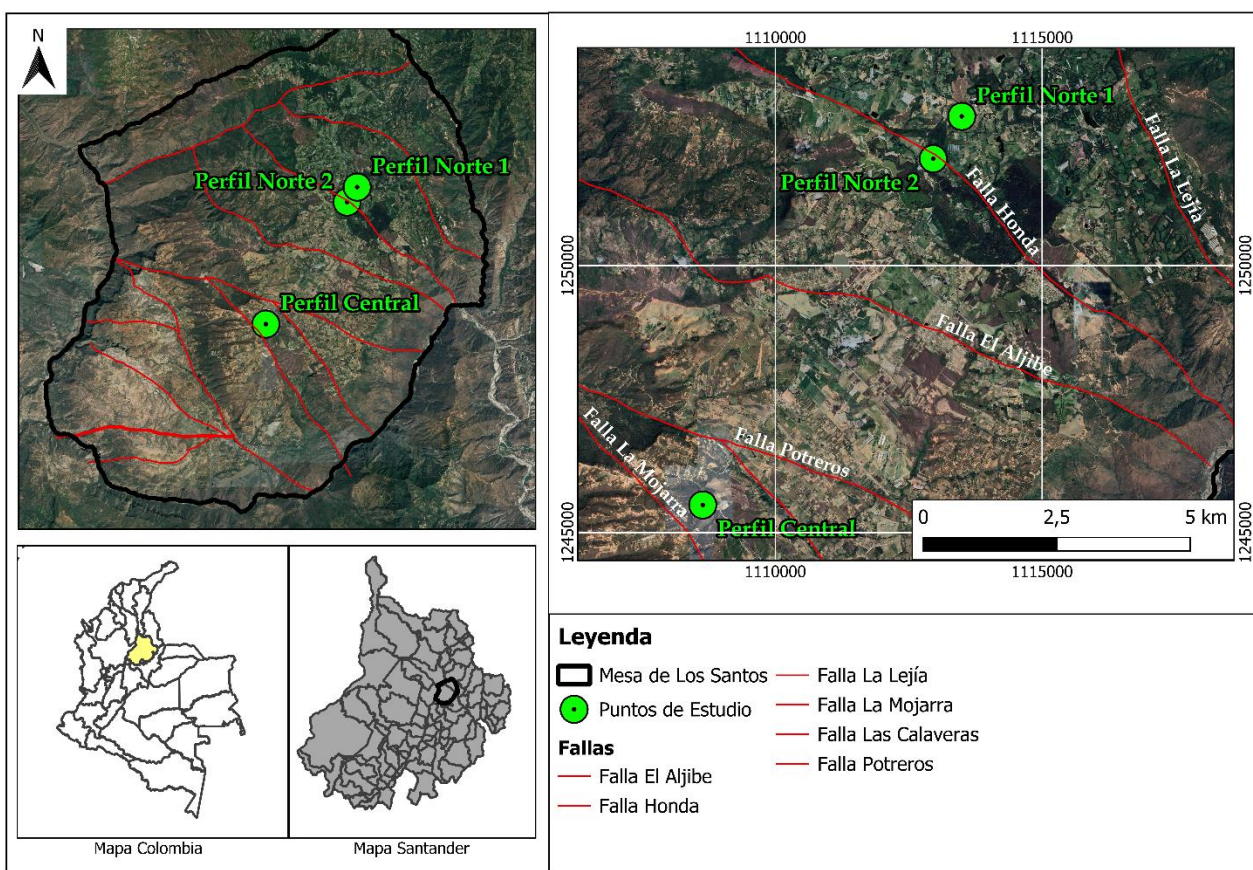 N
Perfil Norte 1
Perfil Norte 2
Perfil Central
Mapa Colombia
Mapa Santander
1110000
1115000
Perfil Norte 1
Perfil Norte 2
Falla La Lejía
Falla Honda
1250000
1250000
Falla El Aljibe
Falla Potreros
Falla La Mojarra
Perfil Central
0
2,5
5 km
1245000
1245000
1110000
1115000
Leyenda
Mesa de Los Santos
Puntos de Estudio
Fallas
Falla El Aljibe
Falla Honda
Falla La Lejía
Falla La Mojarra
Falla Las Calaveras
Falla Potreros